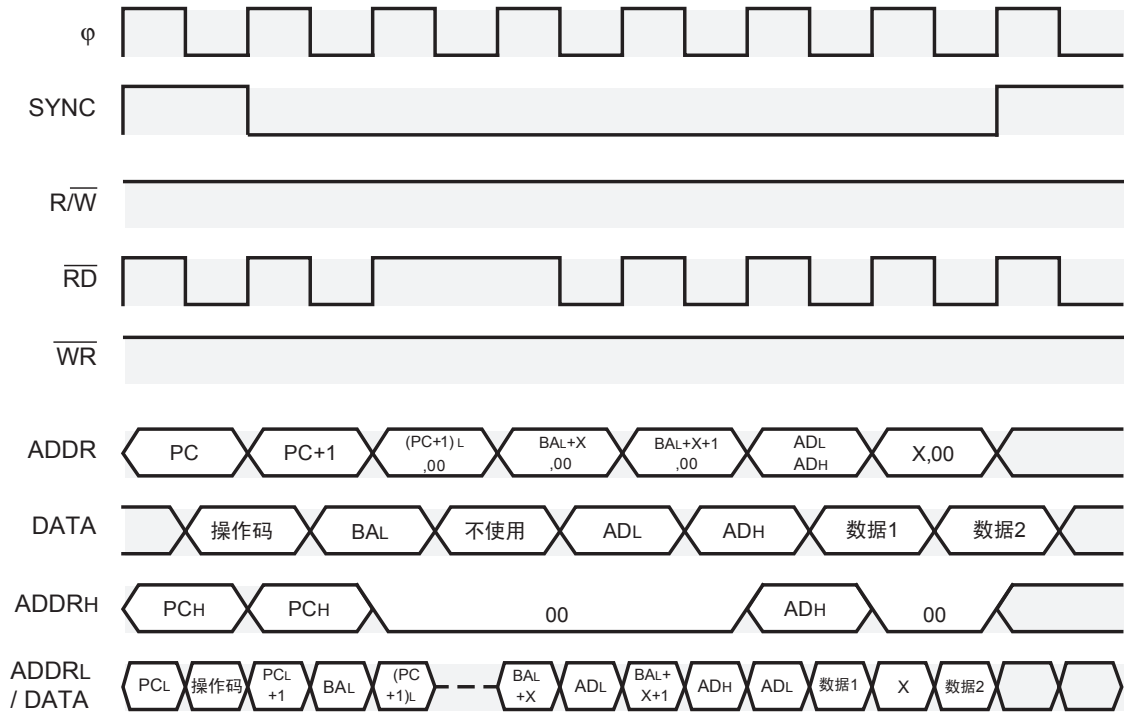 φ
SYNC
R/W̅
R̅D̅
W̅R̅
ADDR PC PC+1 (PC+1)L ,00 BAL+X ,00 BAL+X+1 ,00 ADL ADH X,00
DATA 操作码 BAL 不使用 ADL ADH 数据1 数据2
ADDRH PCH PCH 00 ADH 00
ADDRL / DATA PCL 操作码 PCL +1 BAL (PC +1)L BAL +X ADL BAL+ X+1 ADH ADL 数据1 X 数据2